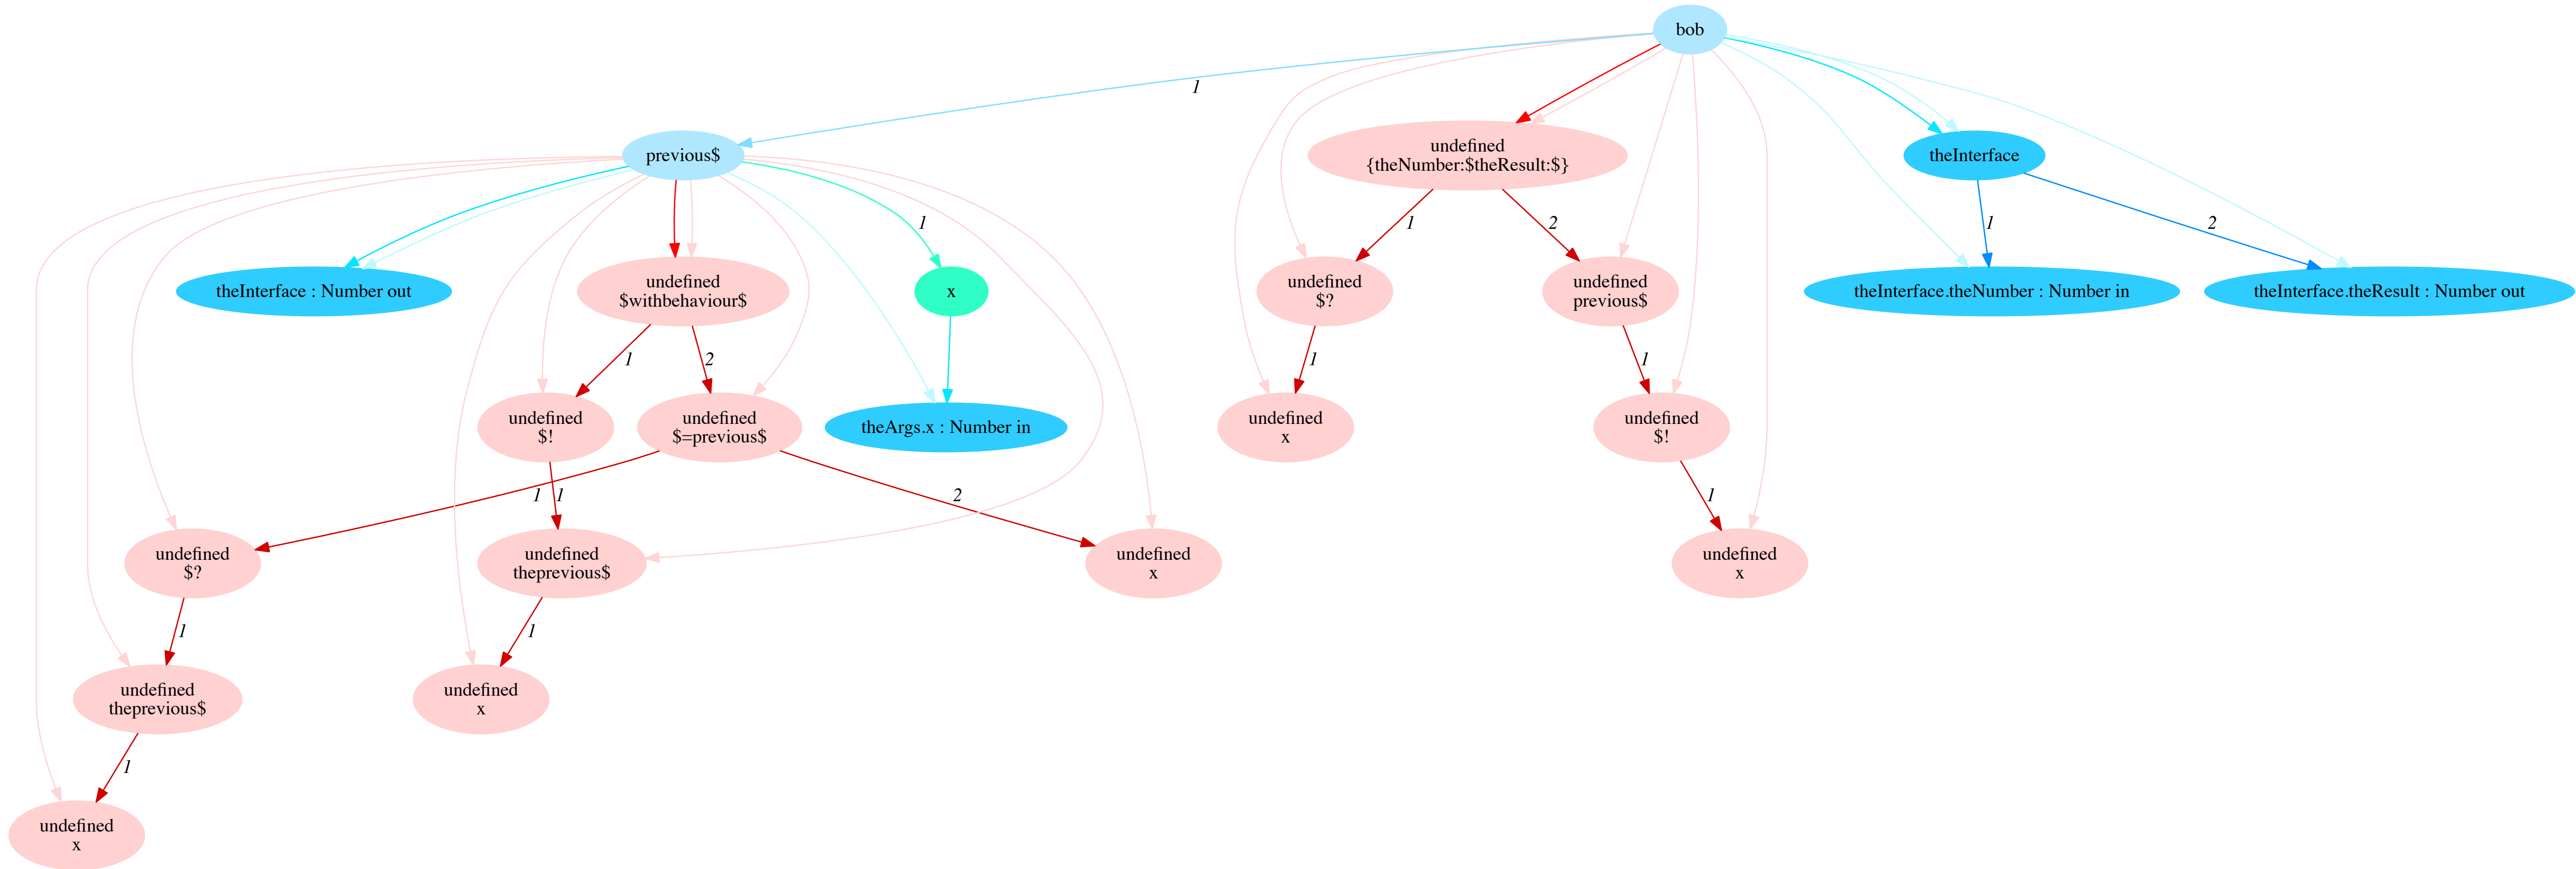 bob
1
previous$
undefined
{theNumber:$theResult:$}
theInterface
1
1
2
1
2
theInterface : Number out
undefined
$withbehaviour$
x
undefined
$?
undefined
previous$
theInterface.theNumber : Number in
theInterface.theResult : Number out
1
2
1
1
undefined
$!
undefined
$=previous$
theArgs.x : Number in
undefined
x
undefined
$!
1
1
2
1
undefined
$?
undefined
theprevious$
undefined
x
undefined
x
1
1
undefined
theprevious$
undefined
x
1
undefined
x